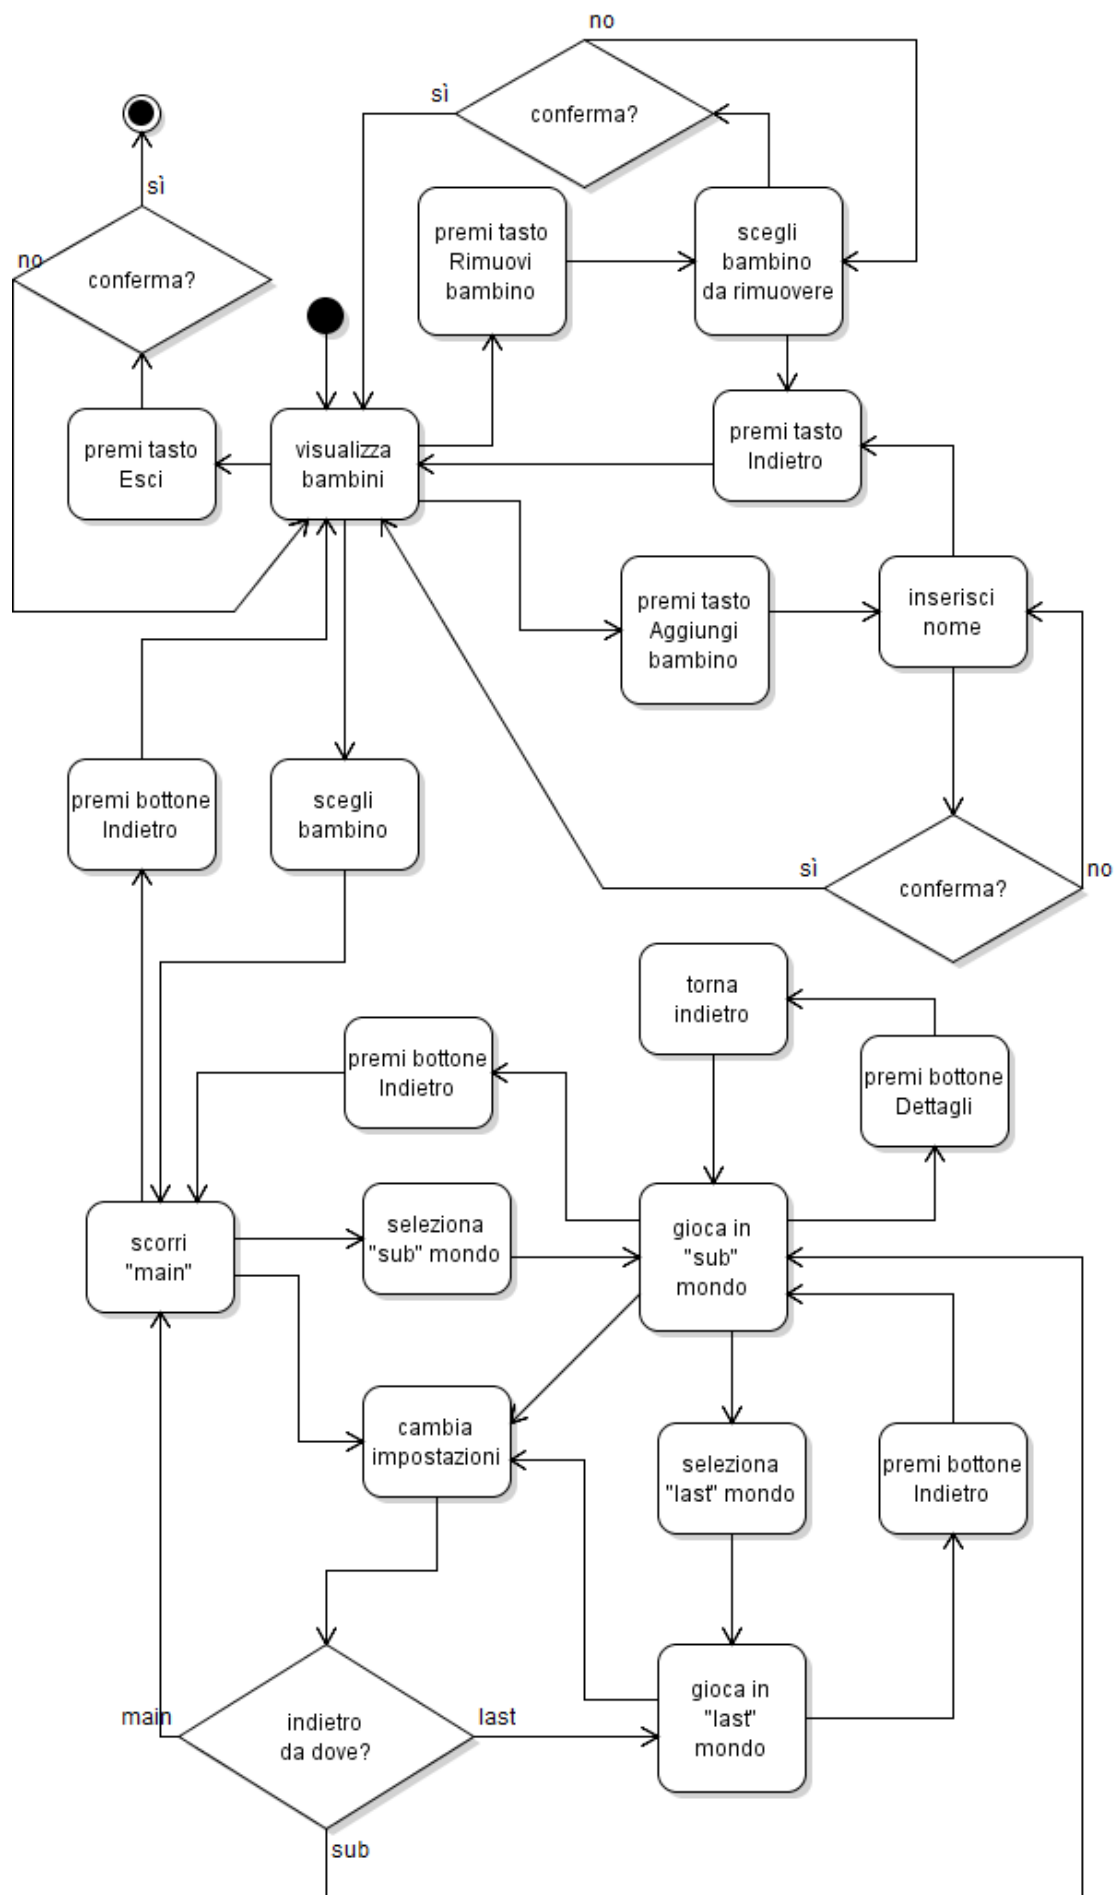 no
sì
conferma?
sì
no
conferma?
premi tasto
Rimuovi
bambino
scegli
bambino
da rimuovere
premi tasto
Esci
visualizza
bambini
premi tasto
Indietro
premi tasto
Aggiungi
bambino
inserisci
nome
premi bottone
Indietro
scegli
bambino
sì
conferma?
no
torna
indietro
premi bottone
Indietro
premi bottone
Dettagli
scorri
"main"
seleziona
"sub" mondo
gioca in
"sub"
mondo
cambia
impostazioni
seleziona
"last" mondo
premi bottone
Indietro
main
indietro
da dove?
last
gioca in
"last"
mondo
sub